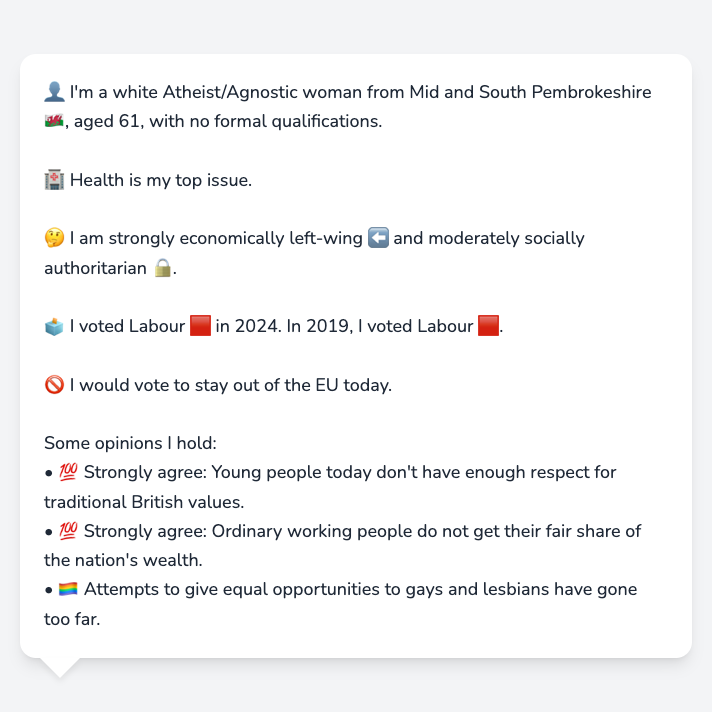 👤 I'm a white Atheist/Agnostic woman from Mid and South Pembrokeshire
🏴󠁧󠁢󠁷󠁬󠁳󠁿, aged 61, with no formal qualifications.
🏥 Health is my top issue.
🤔 I am strongly economically left-wing ⬅️ and moderately socially
authoritarian 🔒.
🗳️ I voted Labour 🟥 in 2024. In 2019, I voted Labour 🟥.
🚫 I would vote to stay out of the EU today.
Some opinions I hold:
• 💯 Strongly agree: Young people today don't have enough respect for
traditional British values.
• 💯 Strongly agree: Ordinary working people do not get their fair share of
the nation's wealth.
• 🏳️‍🌈 Attempts to give equal opportunities to gays and lesbians have gone
too far.